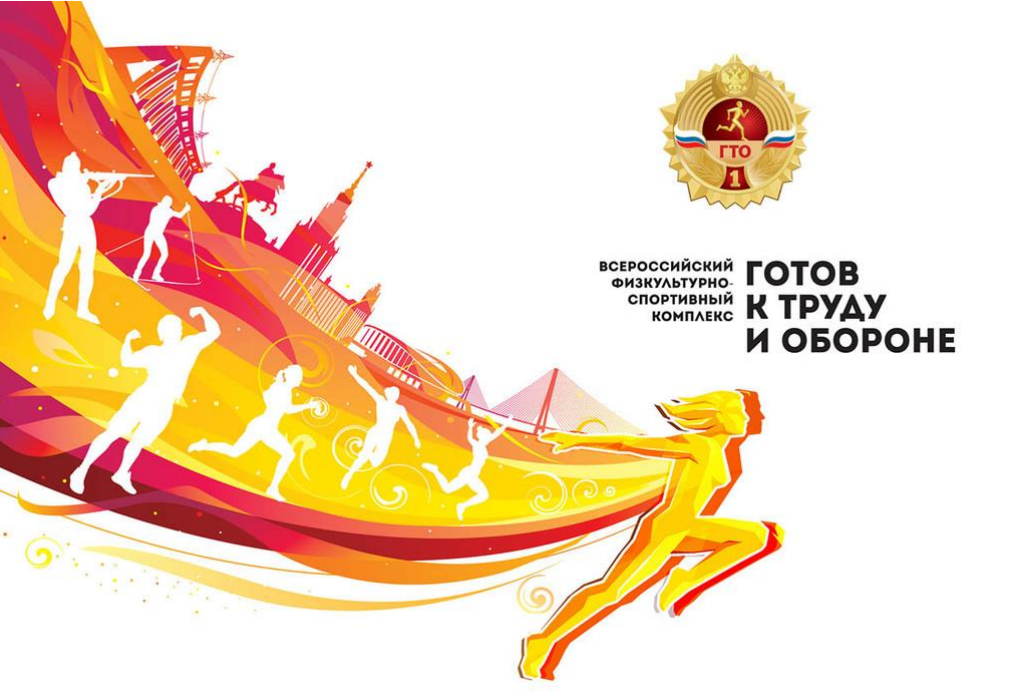 ГТО
1
ВСЕРОССИЙСКИЙ
ФИЗКУЛЬТУРНО-
СПОРТИВНЫЙ
КОМПЛЕКС
ГОТОВ
К ТРУДУ
И ОБОРОНЕ